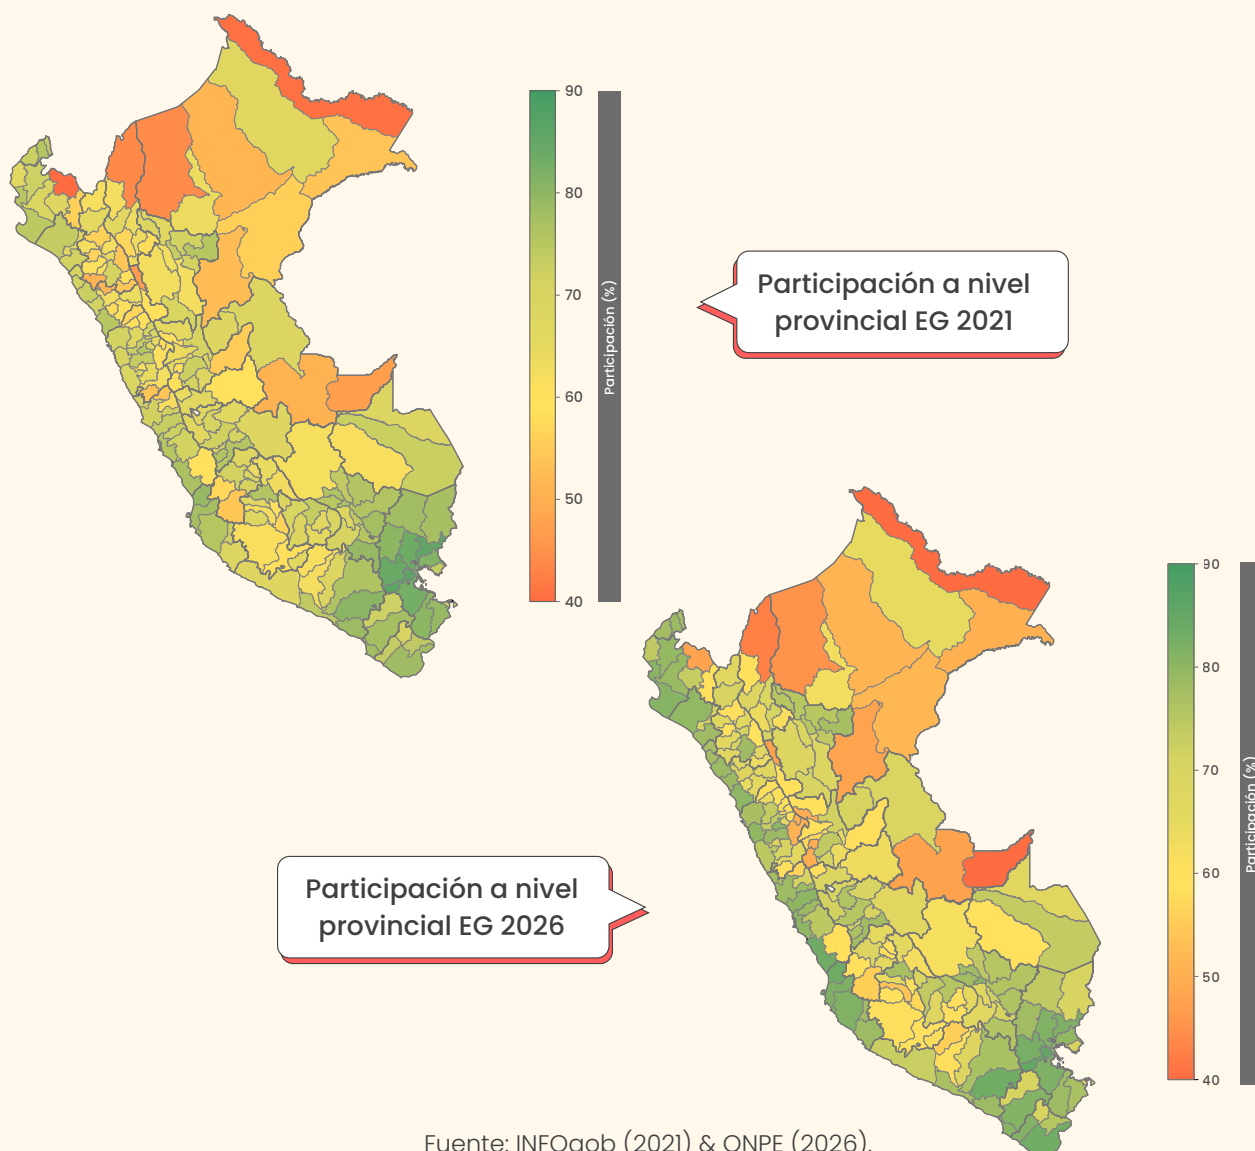 90
80
70
60
50
40
Participación (%)
Participación a nivel
provincial EG 2021
90
80
70
60
50
40
Participación (%)
Participación a nivel
provincial EG 2026
Fuente: INFOgob (2021) & ONPE (2026).